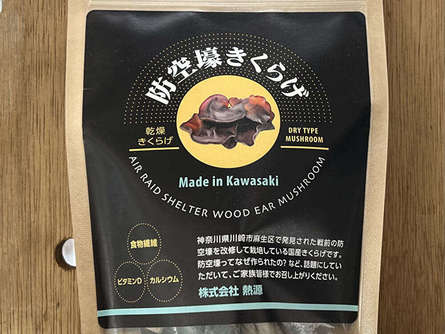 防空壕きくらげ
乾燥
きくらげ
DRY TYPE
MUSHROOM
AIR RAID SHELTER WOOD EAR MUSHROOM
Made in Kawasaki
食物繊維
ビタミンD
カルシウム
神奈川県川崎市麻生区で発見された戦前の防
空壕を改修して栽培している国産きくらげです。
防空壕ってなぜ作られたの?など、話題にしてい
ただいて、ご家族皆様でお召し上がりください。
株式会社 熱源